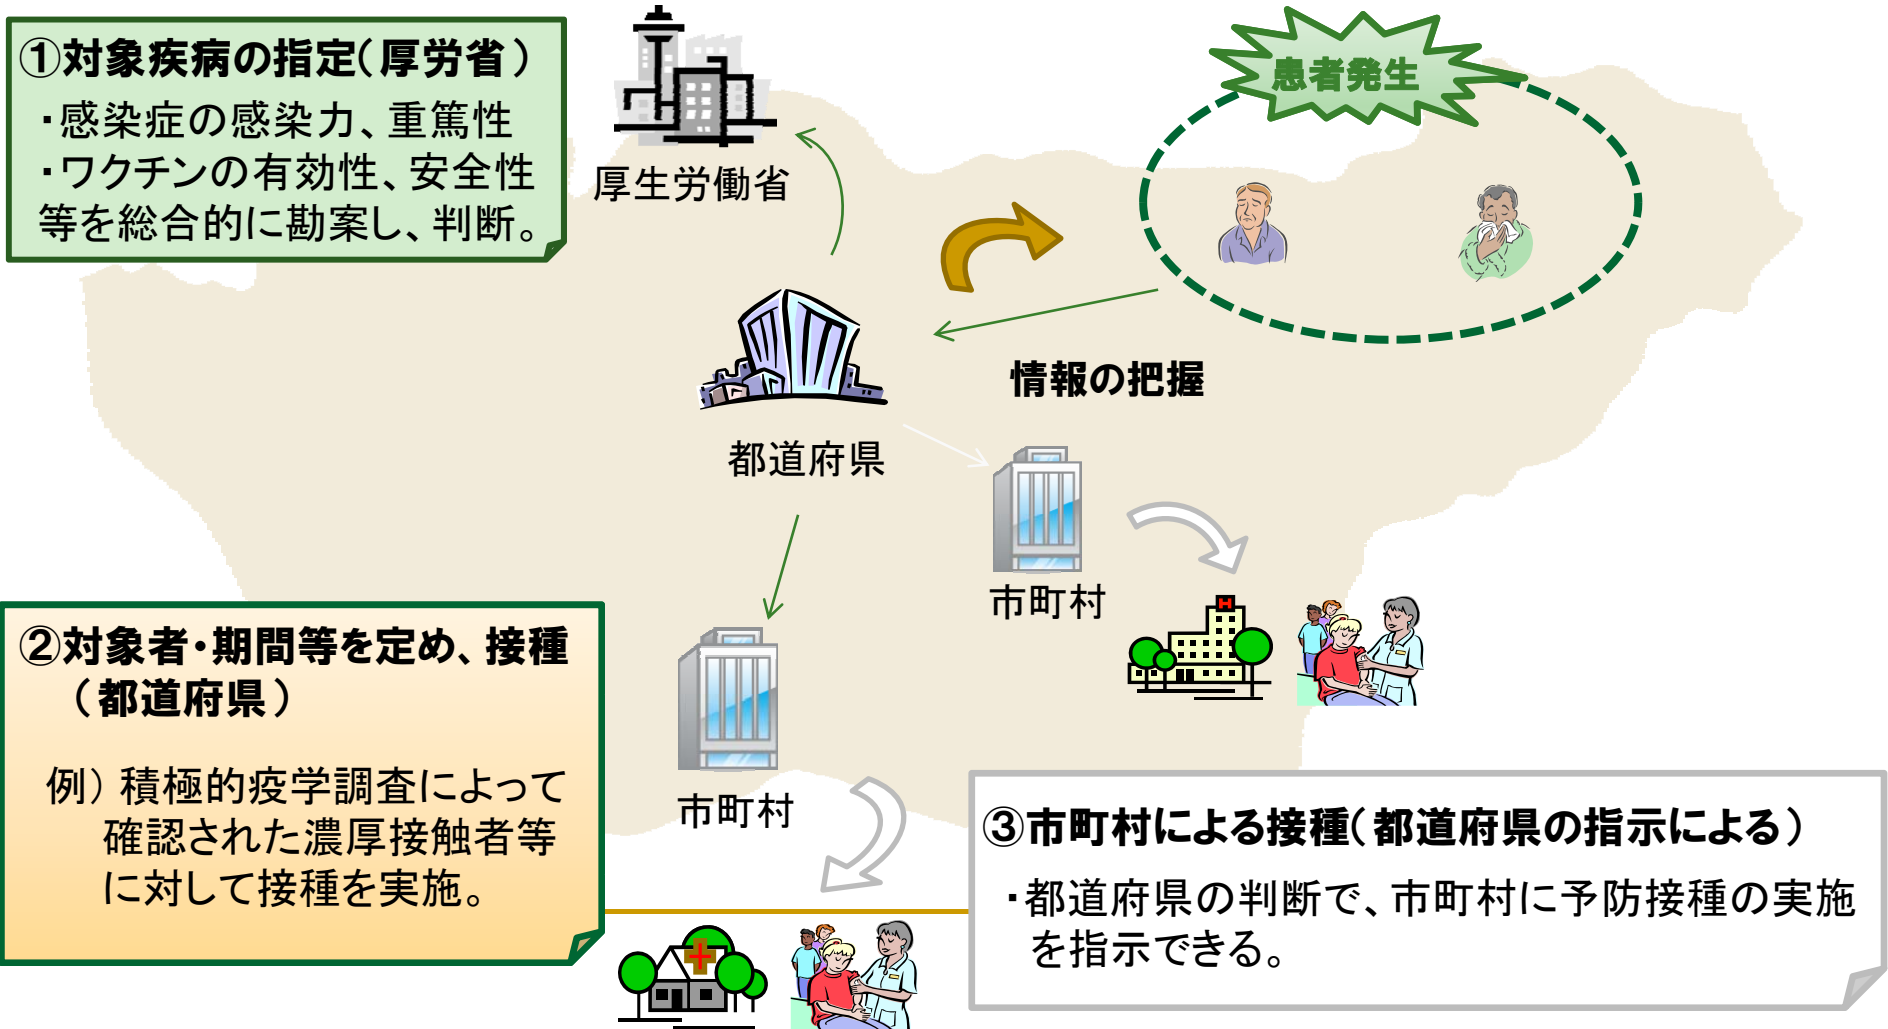 ①対象疾病の指定（厚労省）
・感染症の感染力、重篤性
・ワクチンの有効性、安全性
等を総合的に勘案し、判断。
厚生労働省
患者発生
情報の把握
都道府県
市町村
②対象者・期間等を定め、接種
（都道府県）
例）積極的疫学調査によって
確認された濃厚接触者等
に対して接種を実施。
市町村
③市町村による接種（都道府県の指示による）
・都道府県の判断で、市町村に予防接種の実施
を指示できる。
H